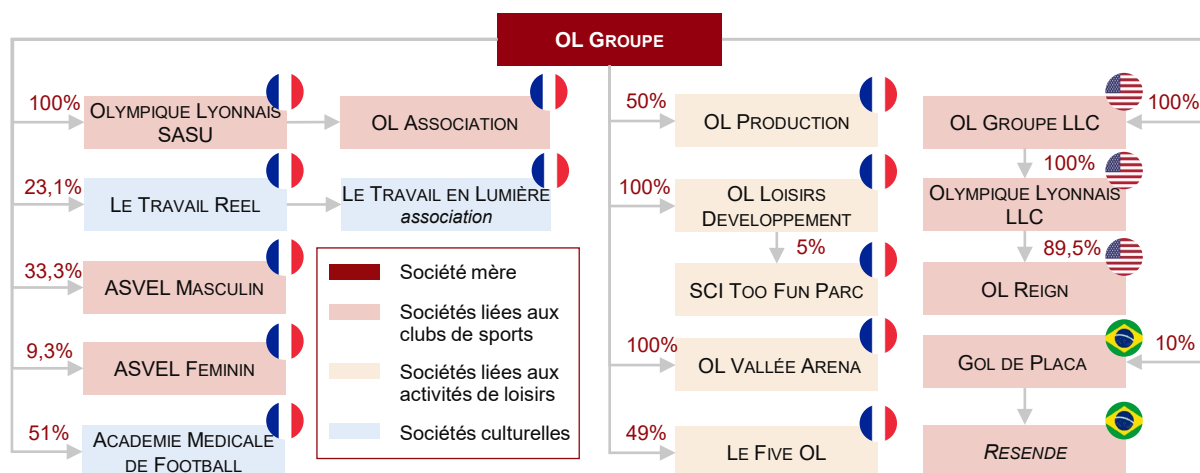 OL GROUPE
100%
OLYMPIQUE LYONNAIS
SASU
OL ASSOCIATION
23,1%
LE TRAVAIL REEL
LE TRAVAIL EN LUMIÈRE
association
33,3%
ASVEL MASCULIN
9,3%
ASVEL FEMININ
51%
ACADEMIE MEDICALE
DE FOOTBALL
Société mère
Sociétés liées aux
clubs de sports
Sociétés liées aux
activités de loisirs
Sociétés culturelles
50%
OL PRODUCTION
100%
OL LOISIRS
DEVELOPPEMENT
5%
SCI TOO FUN PARC
100%
OL VALLÉE ARENA
49%
LE FIVE OL
100%
OL GROUPE LLC
100%
OLYMPIQUE LYONNAIS
LLC
89,5%
OL REIGN
10%
GOL DE PLACA
RESENDE